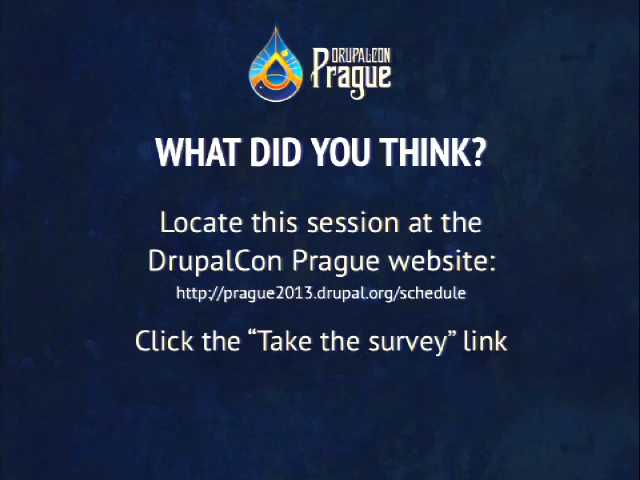 DRUPALCON
Prague
WHAT DID YOU THINK?
Locate this session at the
DrupalCon Prague website:
http://prague2013.drupal.org/schedule
Click the “Take the survey” link